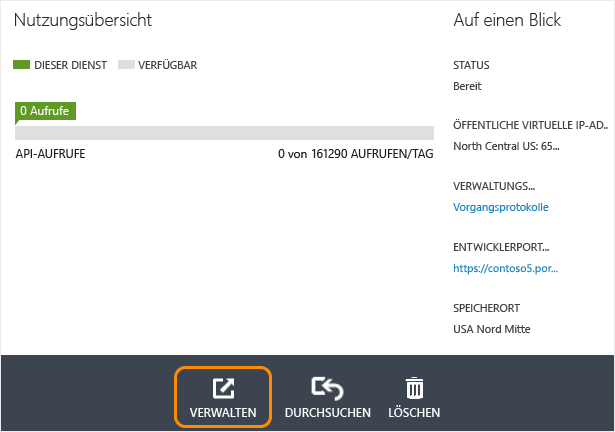 Nutzungsübersicht
DIESER DIENST VERFÜGBAR
0 Aufrufe
API-AUFRUFE 0 von 161290 AUFRUFEN/TAG
Auf einen Blick
STATUS
Bereit
ÖFFENTLICHE VIRTUELLE IP-AD..
North Central US: 65...
VERWALTUNGS...
Vorgangsprotokolle
ENTWICKLERPORT...
https://contoso5.por...
SPEICHERORT
USA Nord Mitte
VERWALTEN DURCHSUCHEN LÖSCHEN